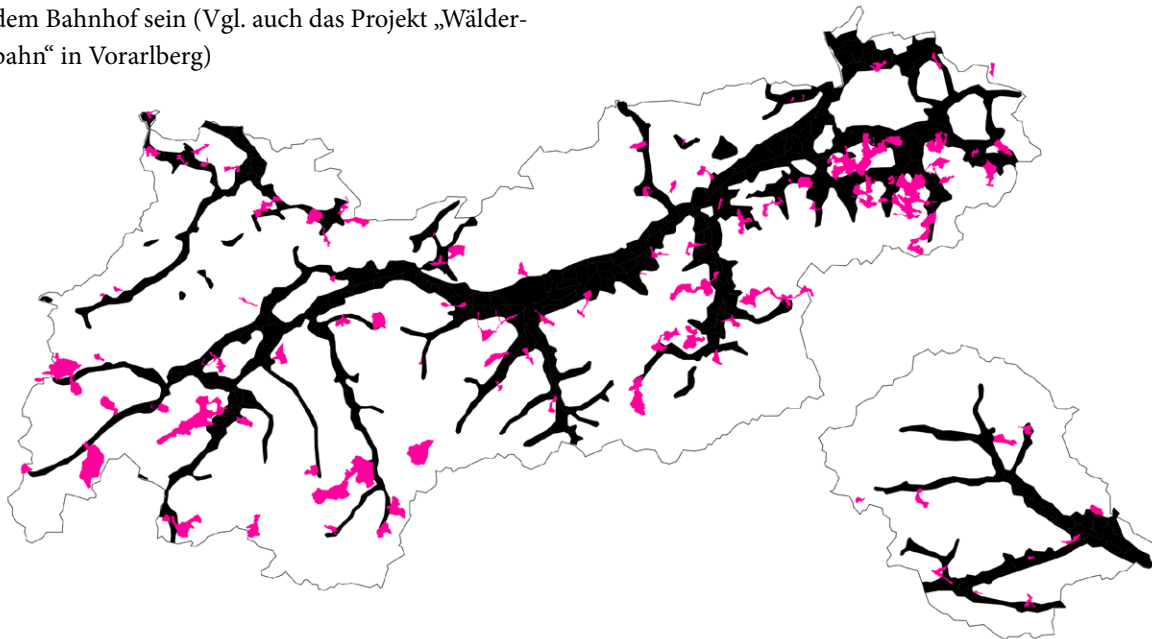 dem Bahnhof sein (Vgl. auch das Projekt „Wälder-
bahn“ in Vorarlberg)